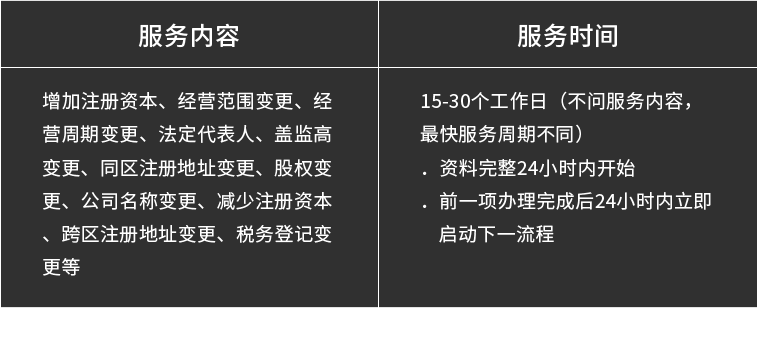 服务内容
服务时间
增加注册资本、经营范围变更、经
营周期变更、法定代表人、盖监高
变更、同区注册地址变更、股权变
更、公司名称变更、减少注册资本
、跨区注册地址变更、税务登记变
更等
15-30个工作日（不问服务内容，
最快服务周期不同）
．资料完整24小时内开始
．前一项办理完成后24小时内立即
启动下一流程